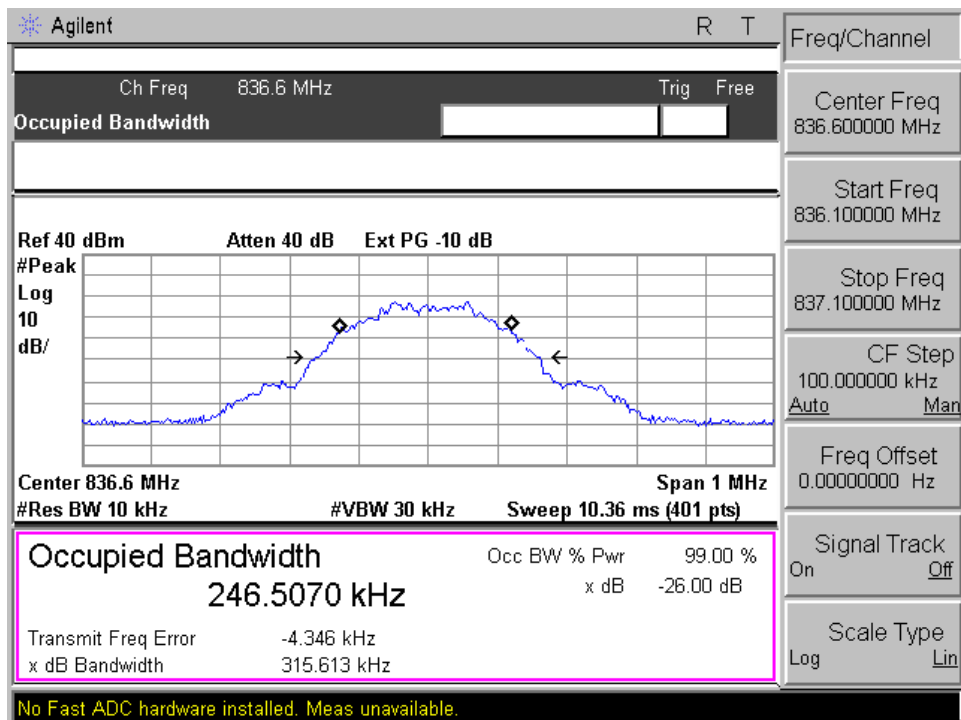 Agilent R T
Ch Freq 836.6 MHz Trig Free
Occupied Bandwidth
Ref 40 dBm Atten 40 dB Ext PG -10 dB
#Peak
Log
10
dB/
Center 836.6 MHz Span 1 MHz
#Res BW 10 kHz #VBW 30 kHz Sweep 10.36 ms (401 pts)
Occupied Bandwidth Occ BW % Pwr 99.00 %
246.5070 kHz x dB -26.00 dB
Transmit Freq Error -4.346 kHz
x dB Bandwidth 315.613 kHz
No Fast ADC hardware installed. Meas unavailable.
Freq/Channel
Center Freq
836.600000 MHz
Start Freq
836.100000 MHz
Stop Freq
837.100000 MHz
CF Step
100.000000 kHz
Auto Man
Freq Offset
0.00000000 Hz
Signal Track
On Off
Scale Type
Log Lin